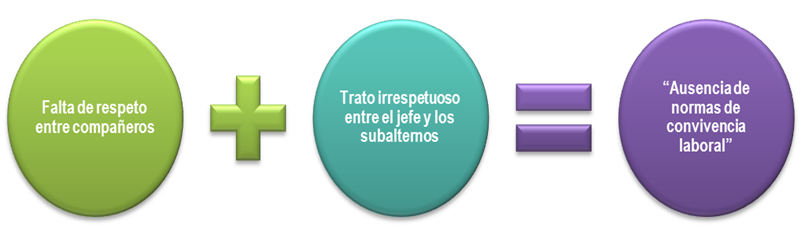 Falta de respeto
entre compañeros
Trato irrespetuoso
entre el jefe y los
subalternos
“Ausencia de
normas de
convivencia
laboral”